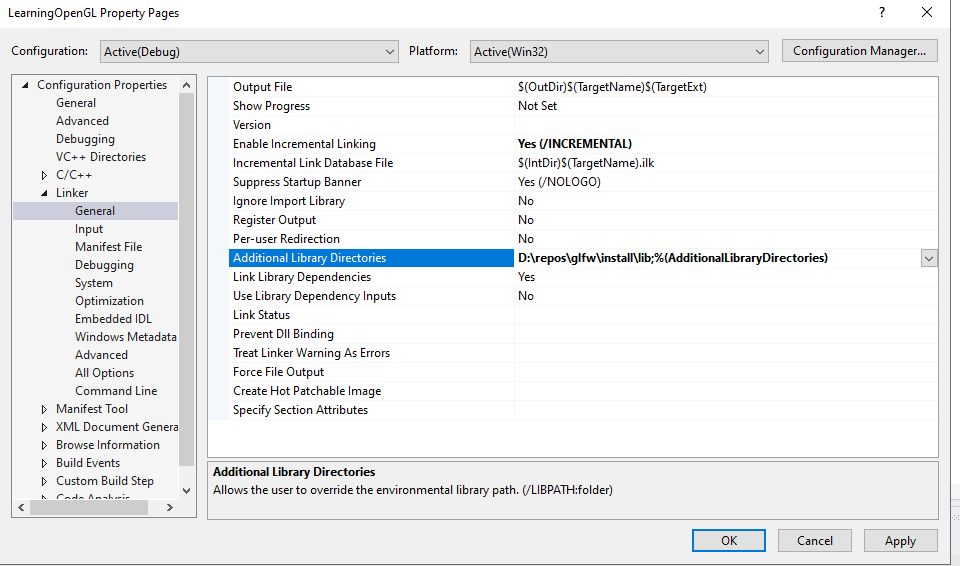 LearningOpenGL Property Pages
? ×
Configuration: Active(Debug) Platform: Active(Win32) Configuration Manager...
Configuration Properties
General
Advanced
Debugging
VC++ Directories
C/C++
Linker
General
Input
Manifest File
Debugging
System
Optimization
Embedded IDL
Windows Metadata
Advanced
All Options
Command Line
Manifest Tool
XML Document Genera
Browse Information
Build Events
Custom Build Step
Code Analysis
Output File $(OutDir)$(TargetName)$(TargetExt)
Show Progress Not Set
Version
Enable Incremental Linking Yes (/INCREMENTAL)
Incremental Link Database File $(IntDir)$(TargetName).ilk
Suppress Startup Banner Yes (/NOLOGO)
Ignore Import Library No
Register Output No
Per-user Redirection No
Additional Library Directories D:\repos\glfw\install\lib;%(AdditionalLibraryDirectories)
Link Library Dependencies Yes
Use Library Dependency Inputs No
Link Status
Prevent Dll Binding
Treat Linker Warning As Errors
Force File Output
Create Hot Patchable Image
Specify Section Attributes
Additional Library Directories
Allows the user to override the environmental library path. (/LIBPATH:folder)
OK Cancel Apply